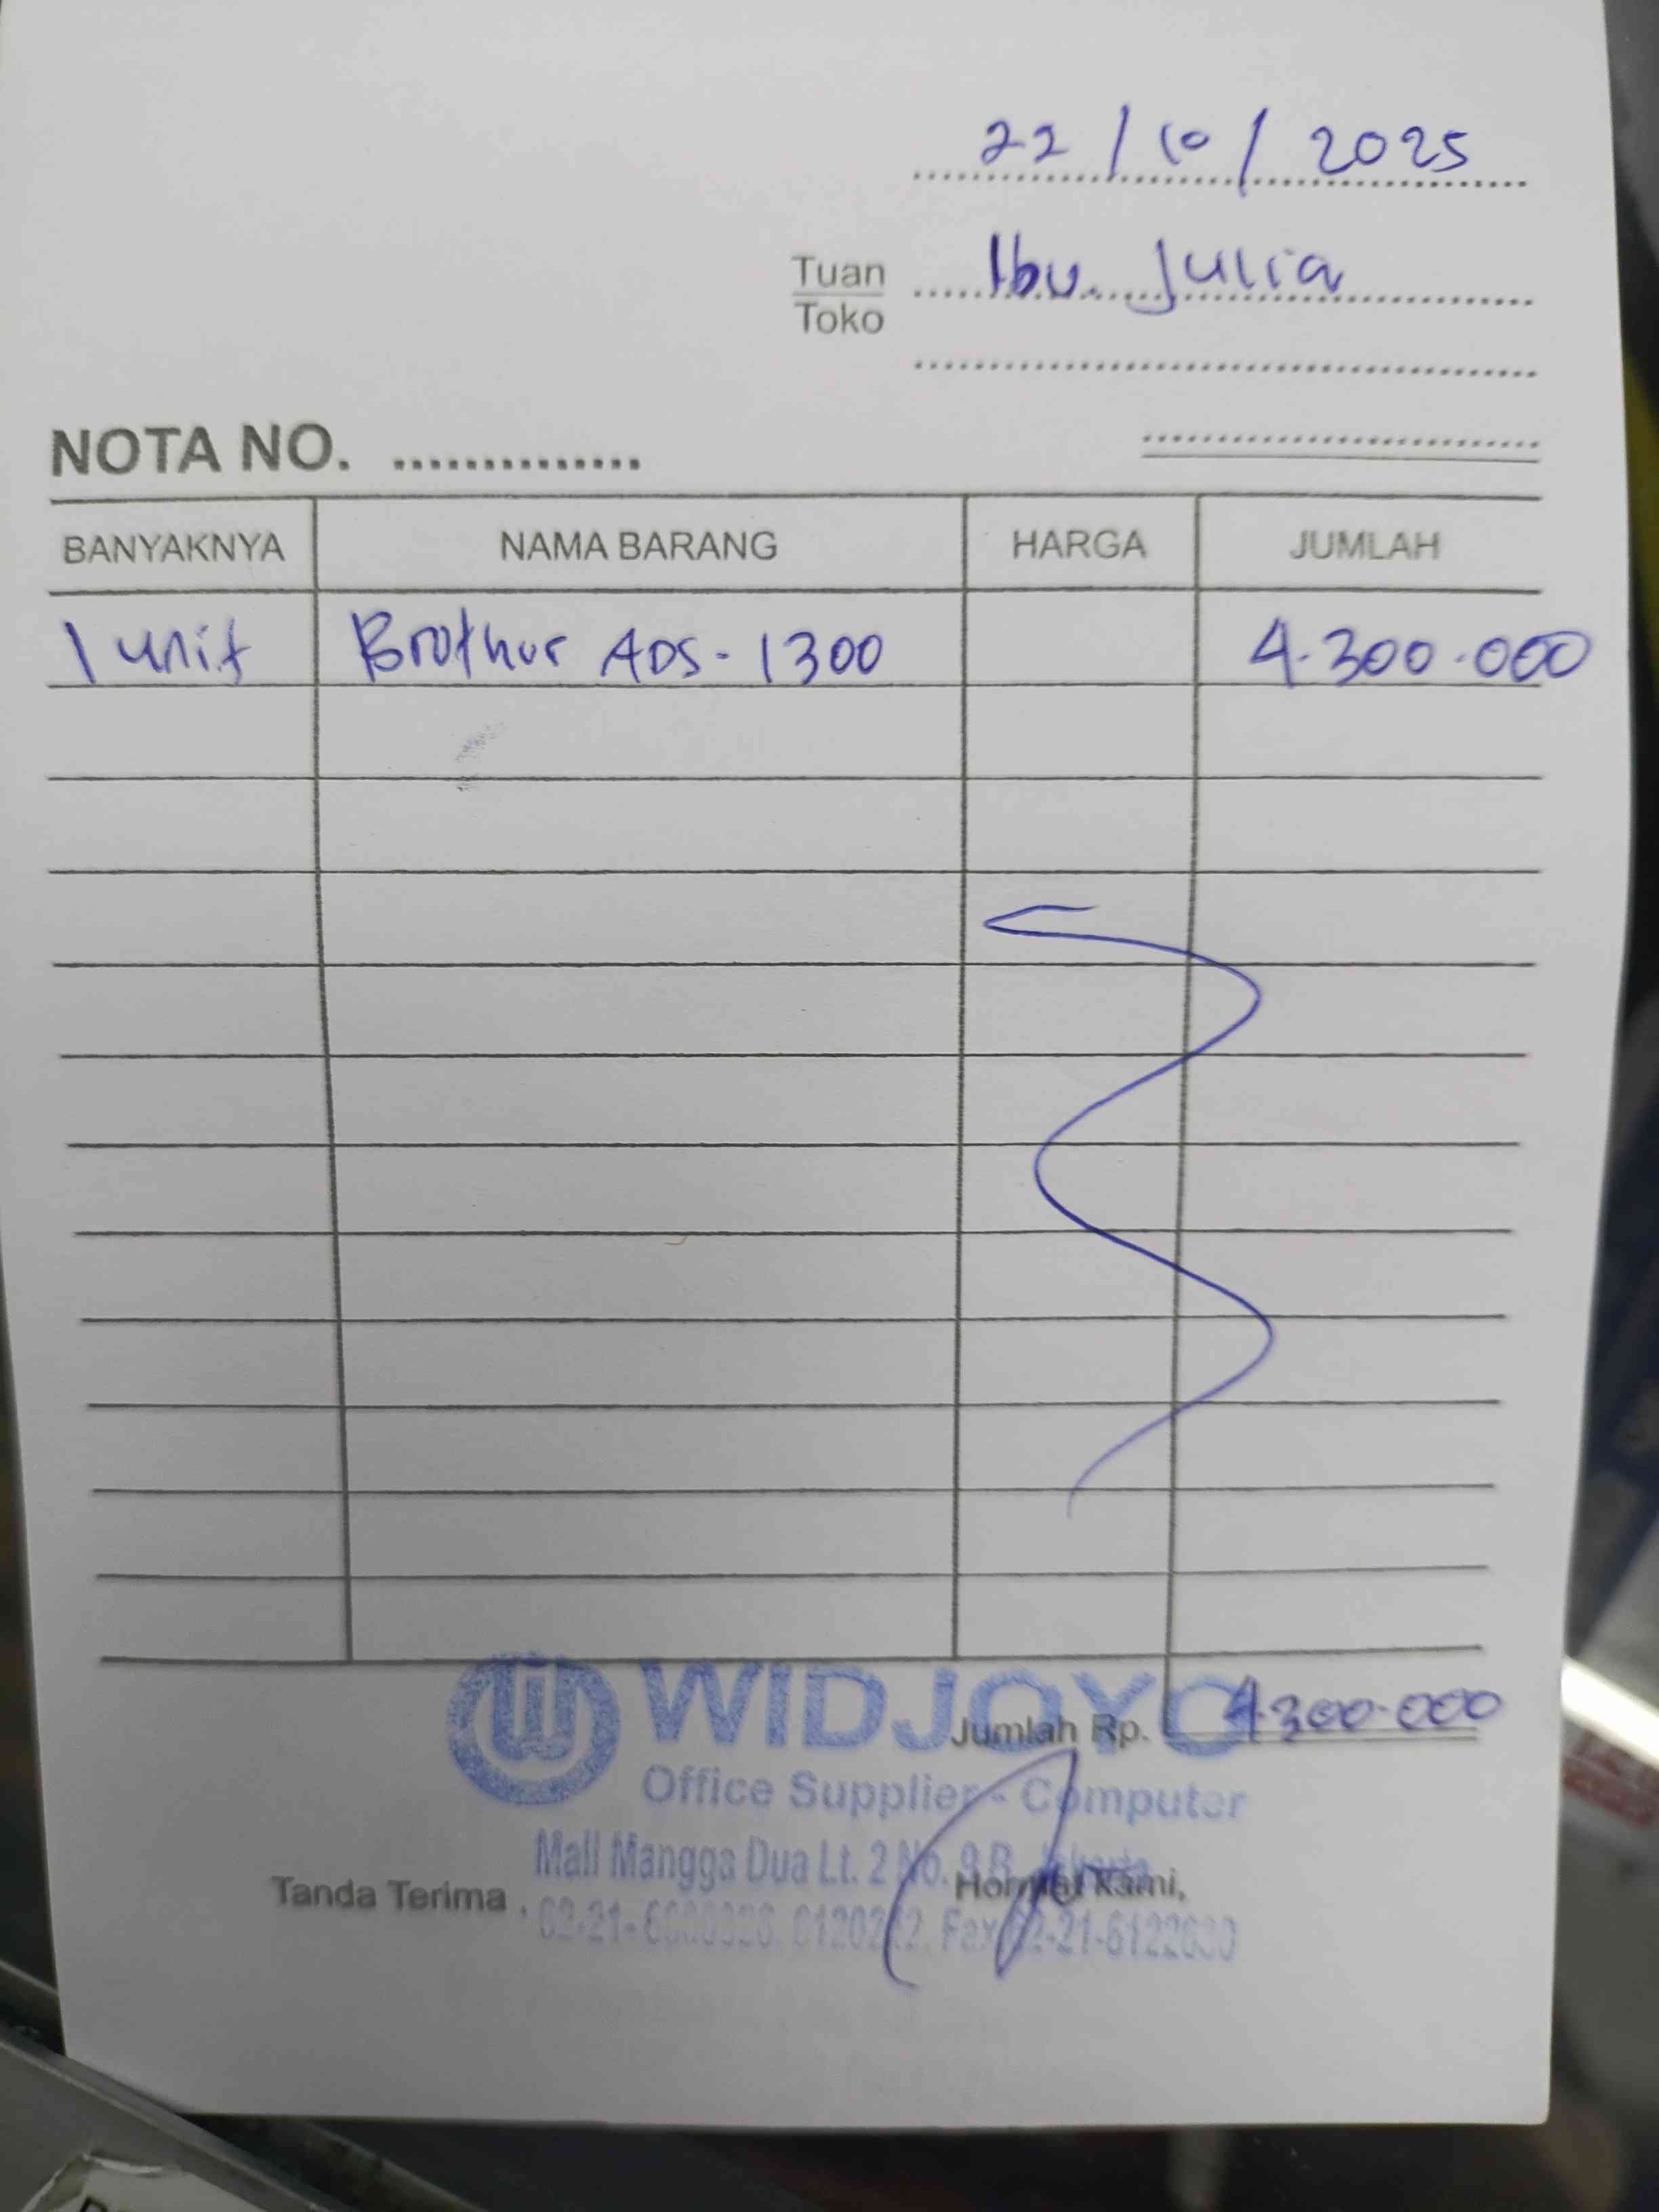 22/10/2025
Tuan Ibu. Julia
Toko
NOTA NO. ..............
BANYAKNYA NAMA BARANG HARGA JUMLAH
1 unit Brother ADS-1300 4.300.000
WIDJOYO
Jumlah Rp. 4.300.000
Office Supplier - Computer
Mall Mangga Dua Lt. 2 No. Jakarta
Tanda Terima, Hormat Kami,
Fax